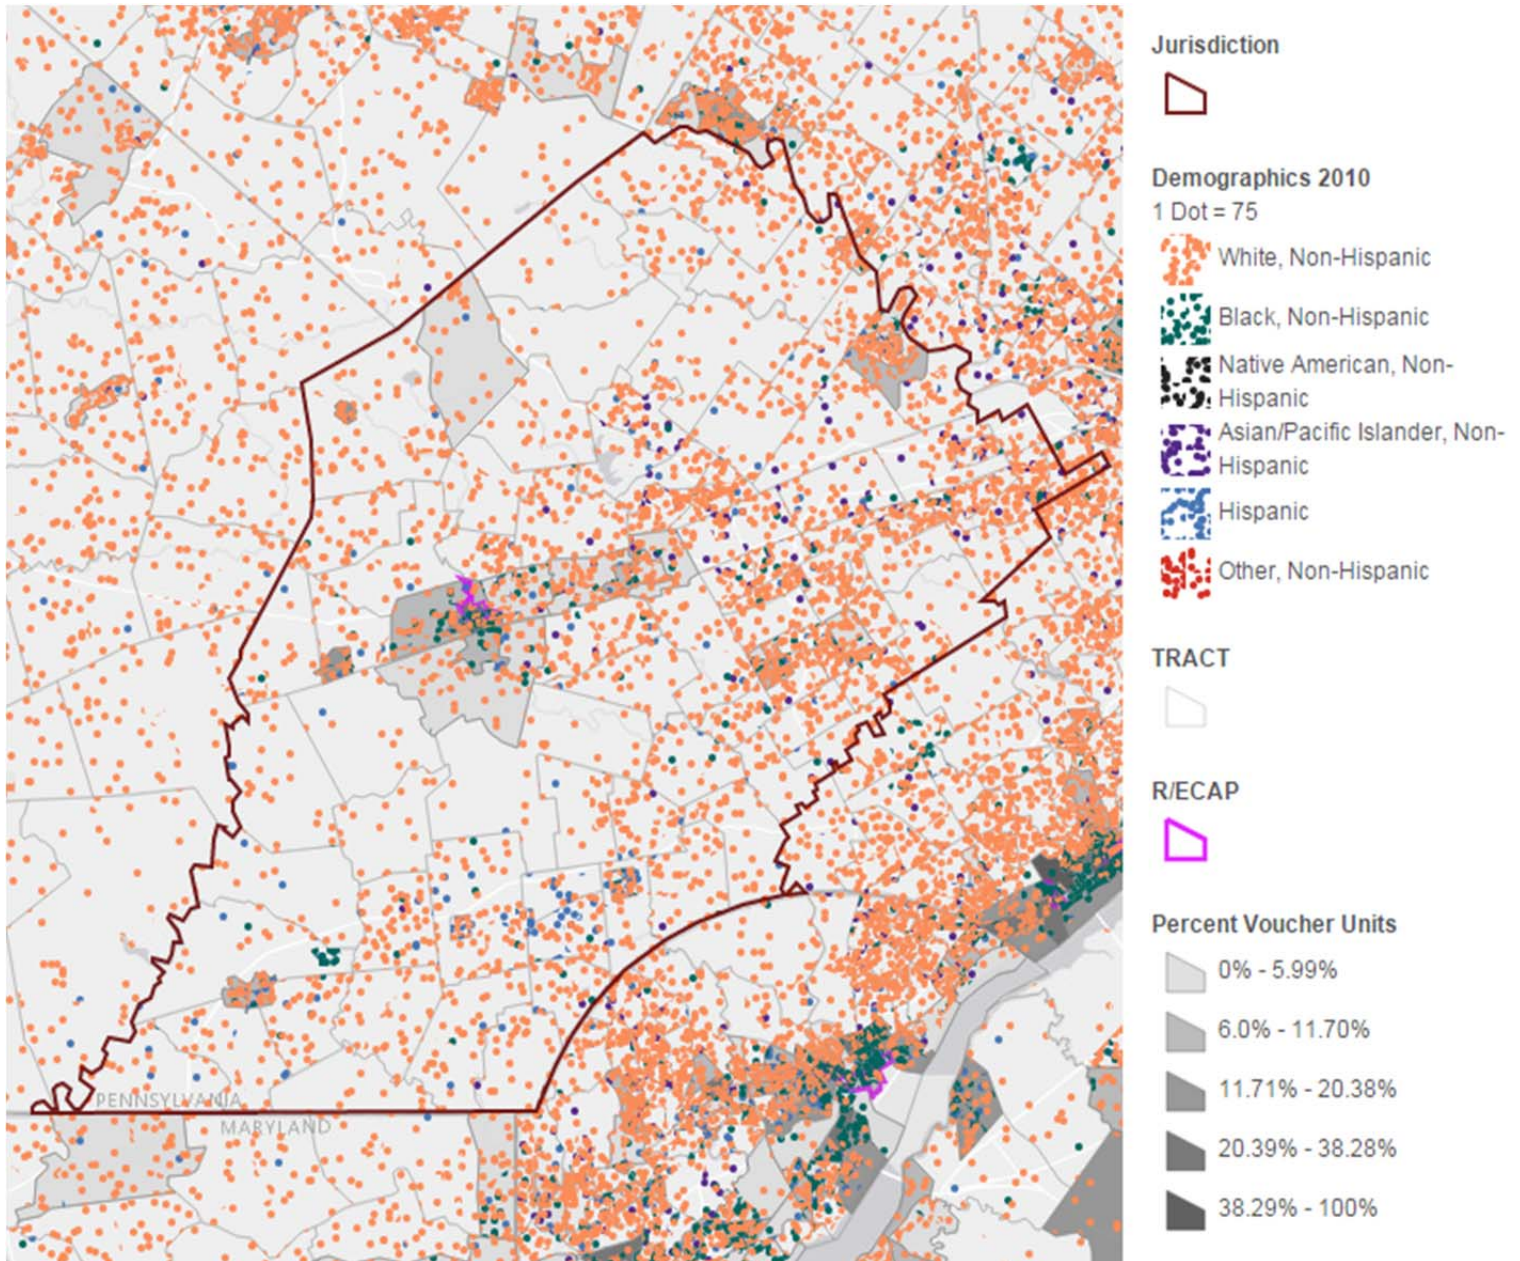 Jurisdiction
Demographics 2010
1 Dot = 75
White, Non-Hispanic
Black, Non-Hispanic
Native American, Non-
Hispanic
Asian/Pacific Islander, Non-
Hispanic
Hispanic
Other, Non-Hispanic
TRACT
R/ECAP
Percent Voucher Units
0% - 5.99%
6.0% - 11.70%
11.71% - 20.38%
20.39% - 38.28%
38.29% - 100%
PENNSYLVANIA
MARYLAND